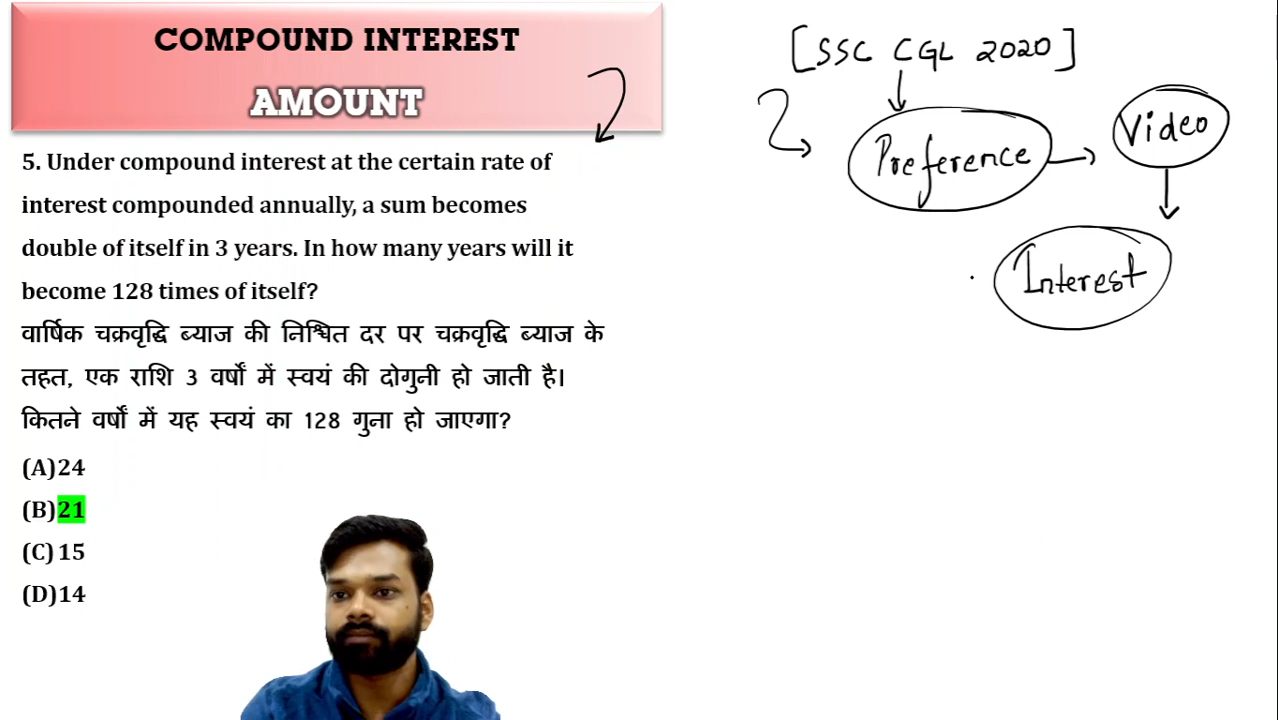 COMPOUND INTEREST
AMOUNT
5. Under compound interest at the certain rate of
interest compounded annually, a sum becomes
double of itself in 3 years. In how many years will it
become 128 times of itself?
वार्षिक चक्रवृद्धि ब्याज की निश्चित दर पर चक्रवृद्धि ब्याज के
तहत, एक राशि 3 वर्षों में स्वयं की दोगुनी हो जाती है।
कितने वर्षों में यह स्वयं का 128 गुना हो जाएगा?
(A)24
(B)21
(C)15
(D)14
[SSC CGL 2020]
Preference
Video
Interest